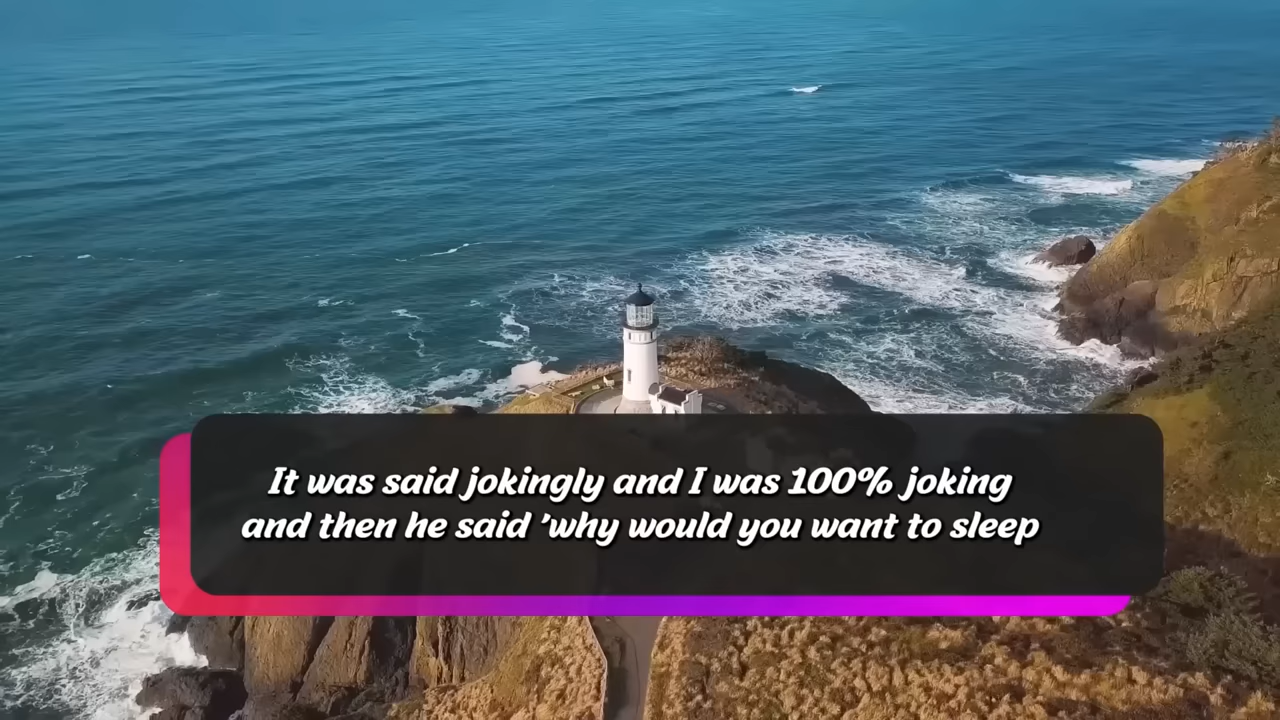 It was said jokingly and I was 100% joking
and then he said 'why would you want to sleep